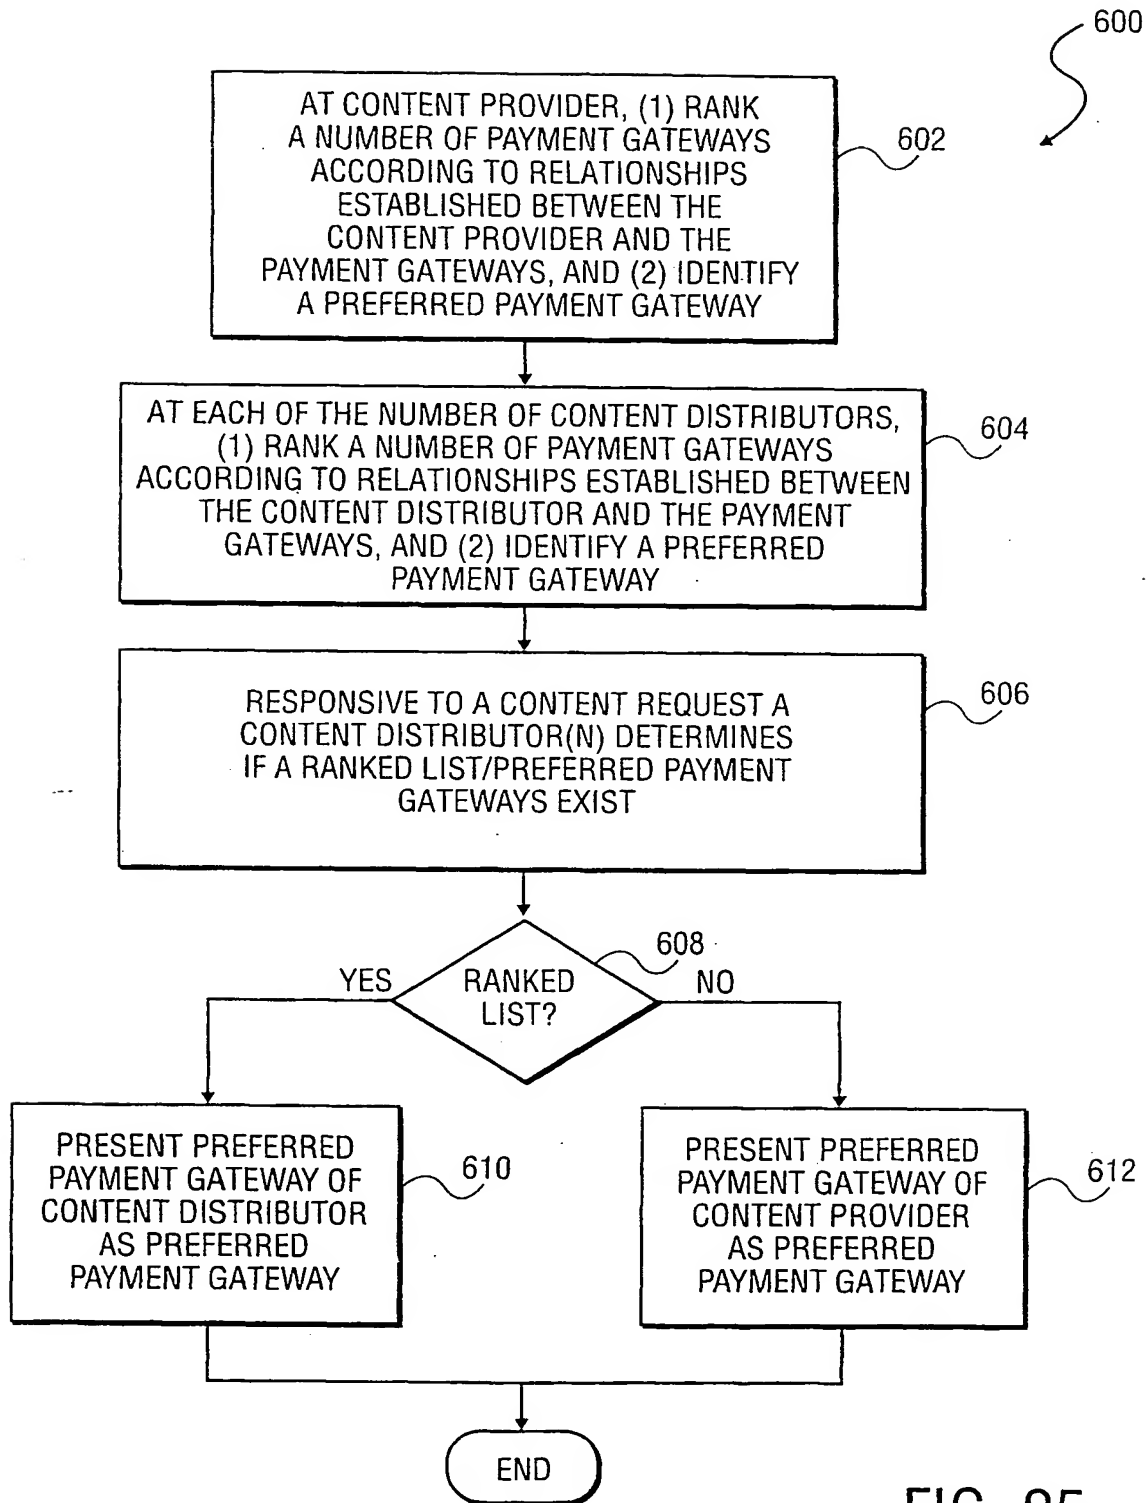 600
AT CONTENT PROVIDER, (1) RANK
A NUMBER OF PAYMENT GATEWAYS
ACCORDING TO RELATIONSHIPS
ESTABLISHED BETWEEN THE
CONTENT PROVIDER AND THE
PAYMENT GATEWAYS, AND (2) IDENTIFY
A PREFERRED PAYMENT GATEWAY
602
AT EACH OF THE NUMBER OF CONTENT DISTRIBUTORS,
(1) RANK A NUMBER OF PAYMENT GATEWAYS
ACCORDING TO RELATIONSHIPS ESTABLISHED BETWEEN
THE CONTENT DISTRIBUTOR AND THE PAYMENT
GATEWAYS, AND (2) IDENTIFY A PREFERRED
PAYMENT GATEWAY
604
RESPONSIVE TO A CONTENT REQUEST A
CONTENT DISTRIBUTOR(N) DETERMINES
IF A RANKED LIST/PREFERRED PAYMENT
GATEWAYS EXIST
606
608
YES
RANKED
LIST?
NO
PRESENT PREFERRED
PAYMENT GATEWAY OF
CONTENT DISTRIBUTOR
AS PREFERRED
PAYMENT GATEWAY
610
PRESENT PREFERRED
PAYMENT GATEWAY OF
CONTENT PROVIDER
AS PREFERRED
PAYMENT GATEWAY
612
END